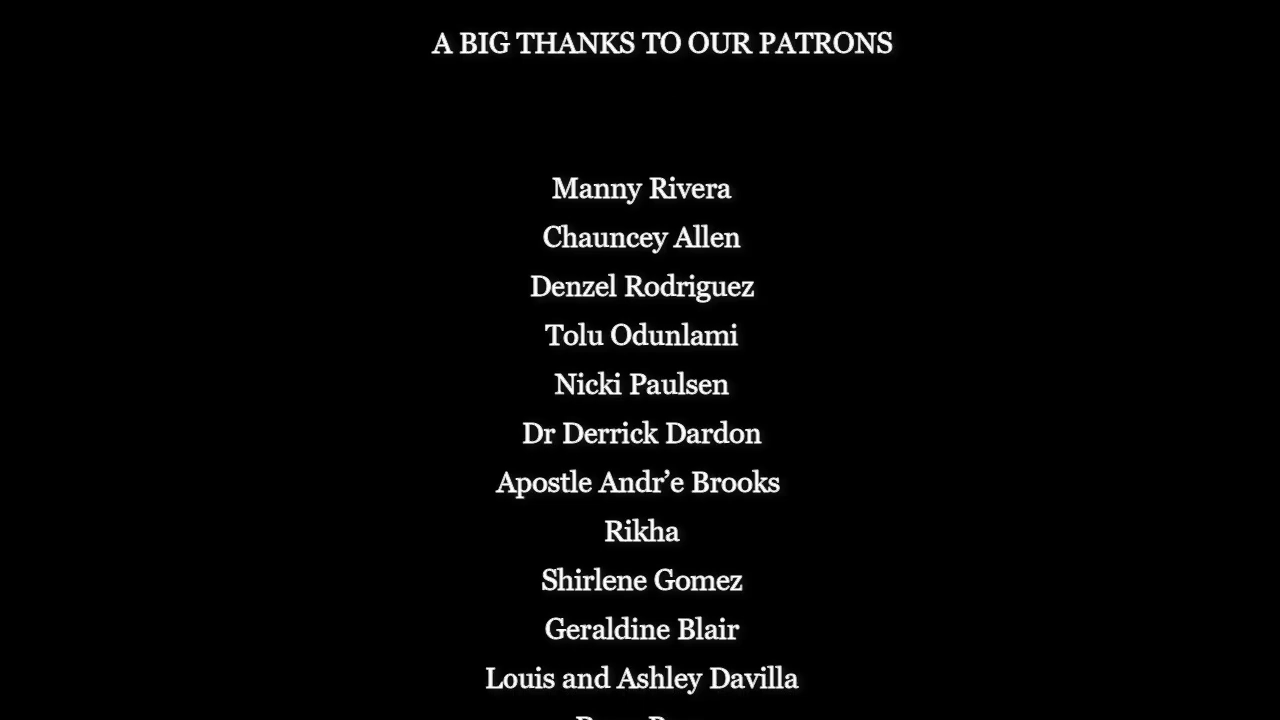 A BIG THANKS TO OUR PATRONS
Manny Rivera
Chauncey Allen
Denzel Rodriguez
Tolu Odunlami
Nicki Paulsen
Dr Derrick Dardon
Apostle Andr’e Brooks
Rikha
Shirlene Gomez
Geraldine Blair
Louis and Ashley Davilla